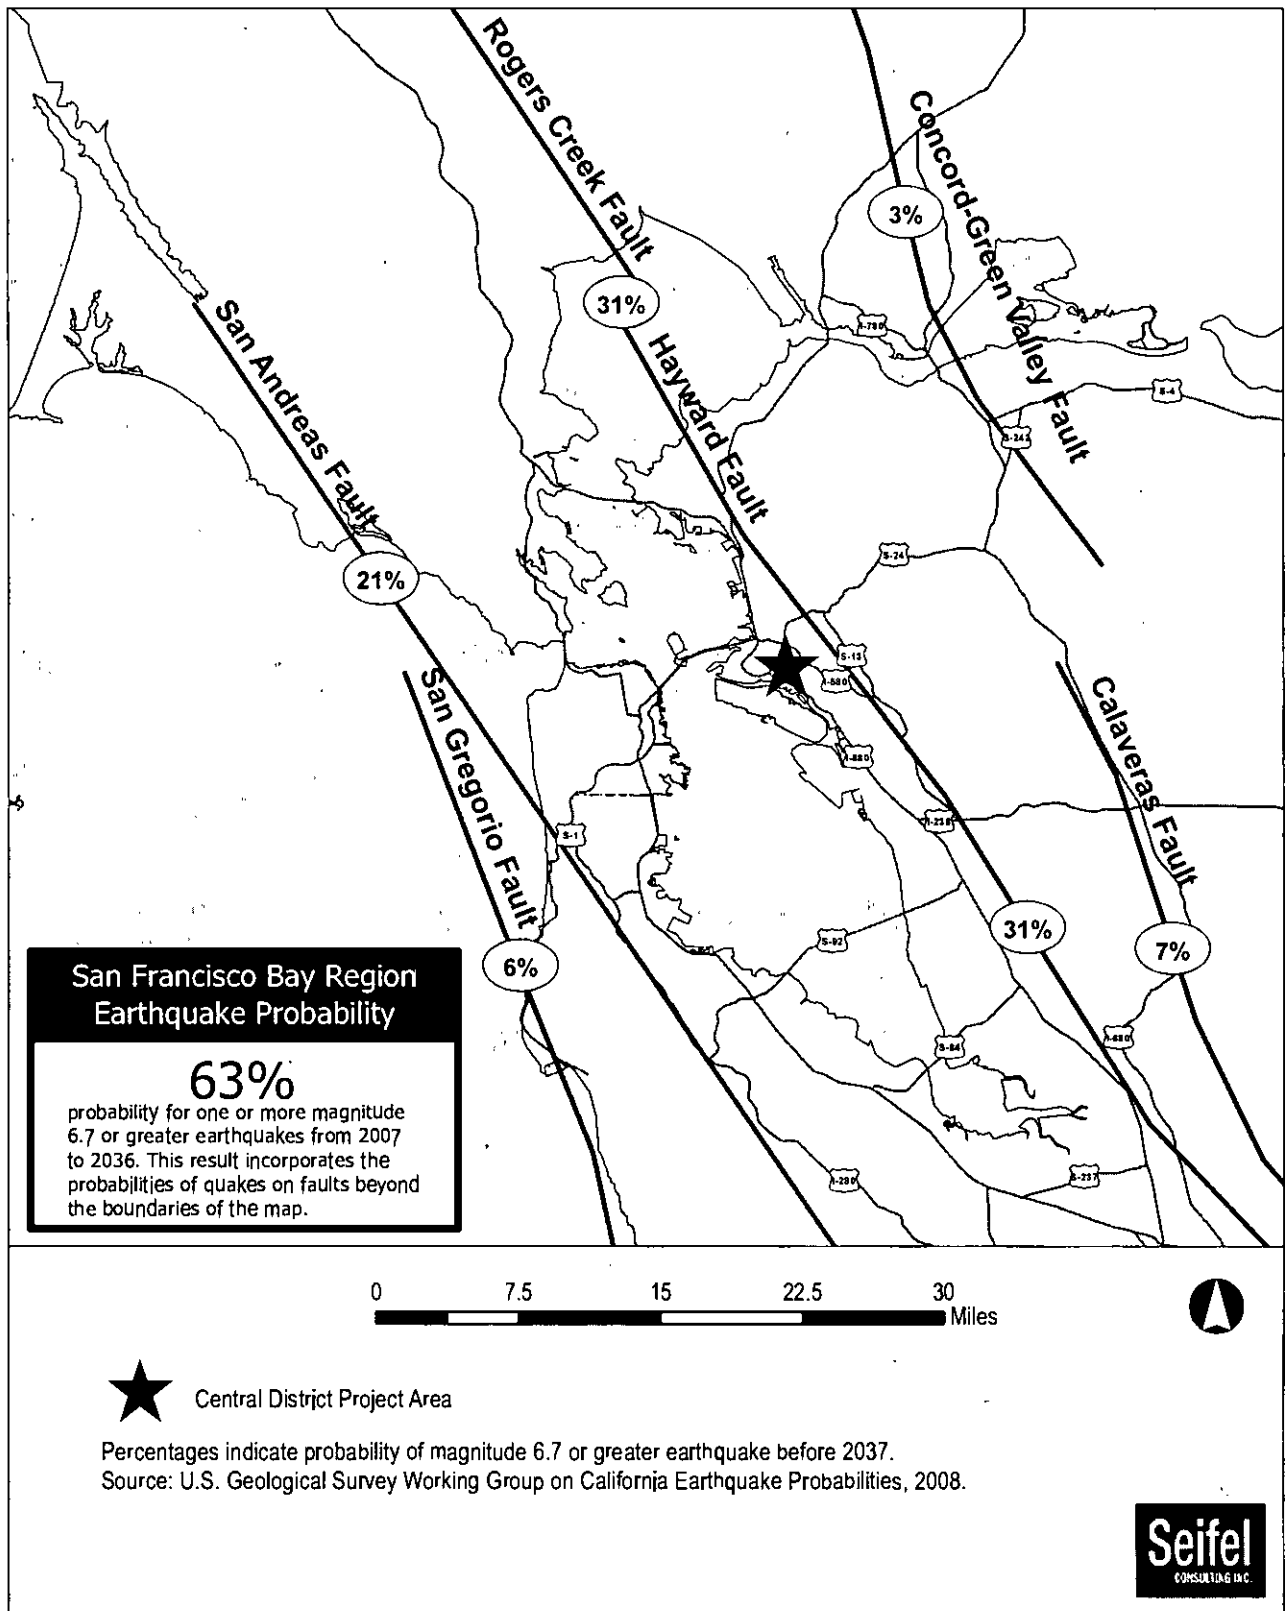 Rogers Creek Fault
Concord-Green Valley Fault
3%
31%
San Andreas Fault
I-780
Hayward Fault
S-4
S-242
21%
S-24
S-13
I-580
San Gregorio Fault
Calaveras Fault
I-880
S-1
I-238
31%
S-92
7%
6%
San Francisco Bay Region
Earthquake Probability
63%
probability for one or more magnitude
6.7 or greater earthquakes from 2007
to 2036. This result incorporates the
probabilities of quakes on faults beyond
the boundaries of the map.
I-680
S-84
I-280
S-237
0 7.5 15 22.5 30
Miles
Central District Project Area
Percentages indicate probability of magnitude 6.7 or greater earthquake before 2037.
Source: U.S. Geological Survey Working Group on California Earthquake Probabilities, 2008.
Seifel
CONSULTING INC.